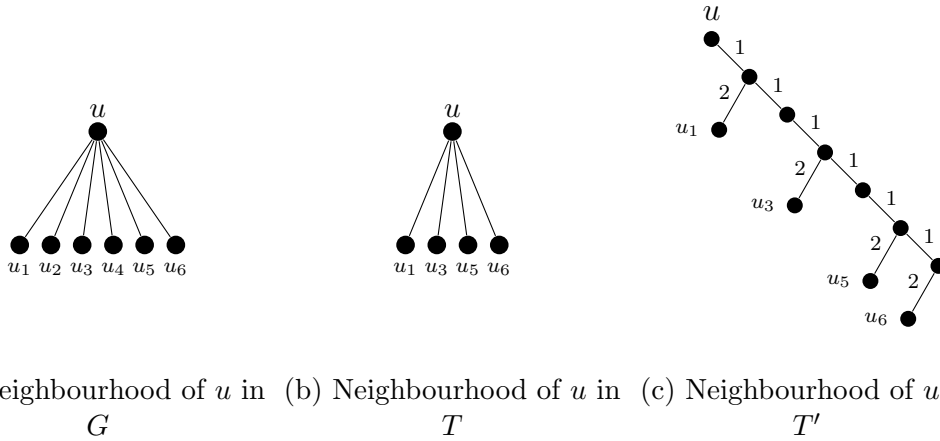 u
u
u
1
1
2
u₁
1
1
2
u₃
1
1
2
u₅
1
2
u₆
u₁ u₂ u₃ u₄ u₅ u₆
u₁ u₃ u₅ u₆
eighbourhood of u in (b) Neighbourhood of u in (c) Neighbourhood of u
G T T′